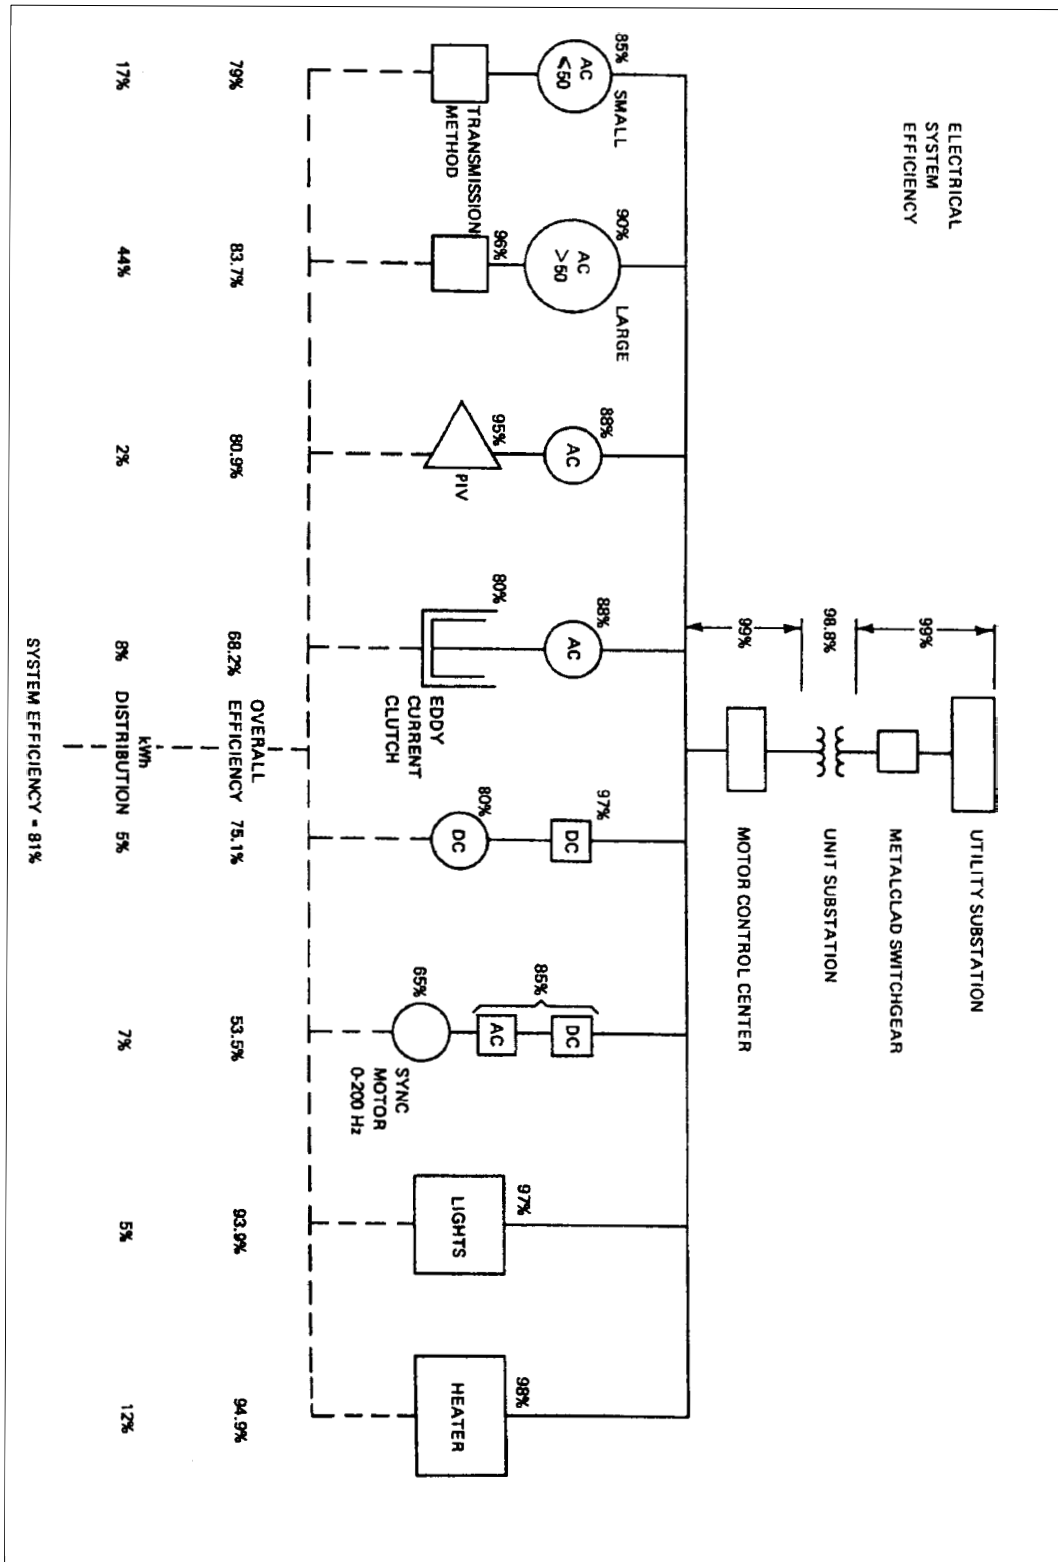 ELECTRICAL
SYSTEM
EFFICIENCY
UTILITY SUBSTATION
METALCLAD SWITCHGEAR
UNIT SUBSTATION
MOTOR CONTROL CENTER
99%
98.8%
99%
85%
SMALL
AC
≤50
90%
LARGE
AC
>50
88%
AC
88%
AC
97%
DC
85%
DC
AC
97%
LIGHTS
98%
HEATER
TRANSMISSION
METHOD
96%
95%
PIV
80%
EDDY
CURRENT
CLUTCH
80%
DC
65%
SYNC
MOTOR
0-200 Hz
OVERALL
79% 83.7% 80.9% 68.2% EFFICIENCY 75.1% 53.5% 93.9% 94.9%
kWh
17% 44% 2% 8% DISTRIBUTION 5% 7% 5% 12%
SYSTEM EFFICIENCY = 81%